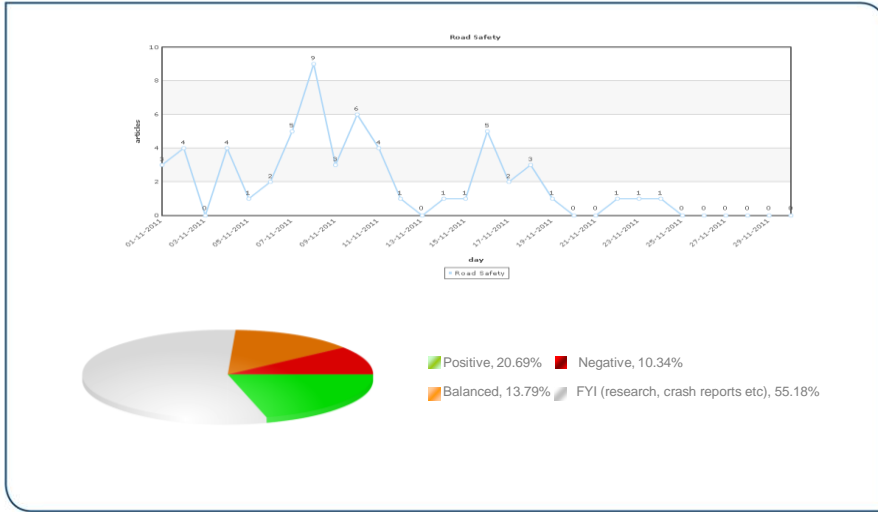 Road Safety
10
8
6
4
2
0
articles
3 4 0 4 1 2 5 9 3 6 4 1 0 1 1 5 2 3 1 0 0 1 1 1 0 0 0 0 0 0
01-11-2011 03-11-2011 05-11-2011 07-11-2011 09-11-2011 11-11-2011 13-11-2011 15-11-2011 17-11-2011 19-11-2011 21-11-2011 23-11-2011 25-11-2011 27-11-2011 29-11-2011
day
Road Safety
Positive, 20.69% Negative, 10.34%
Balanced, 13.79% FYI (research, crash reports etc), 55.18%